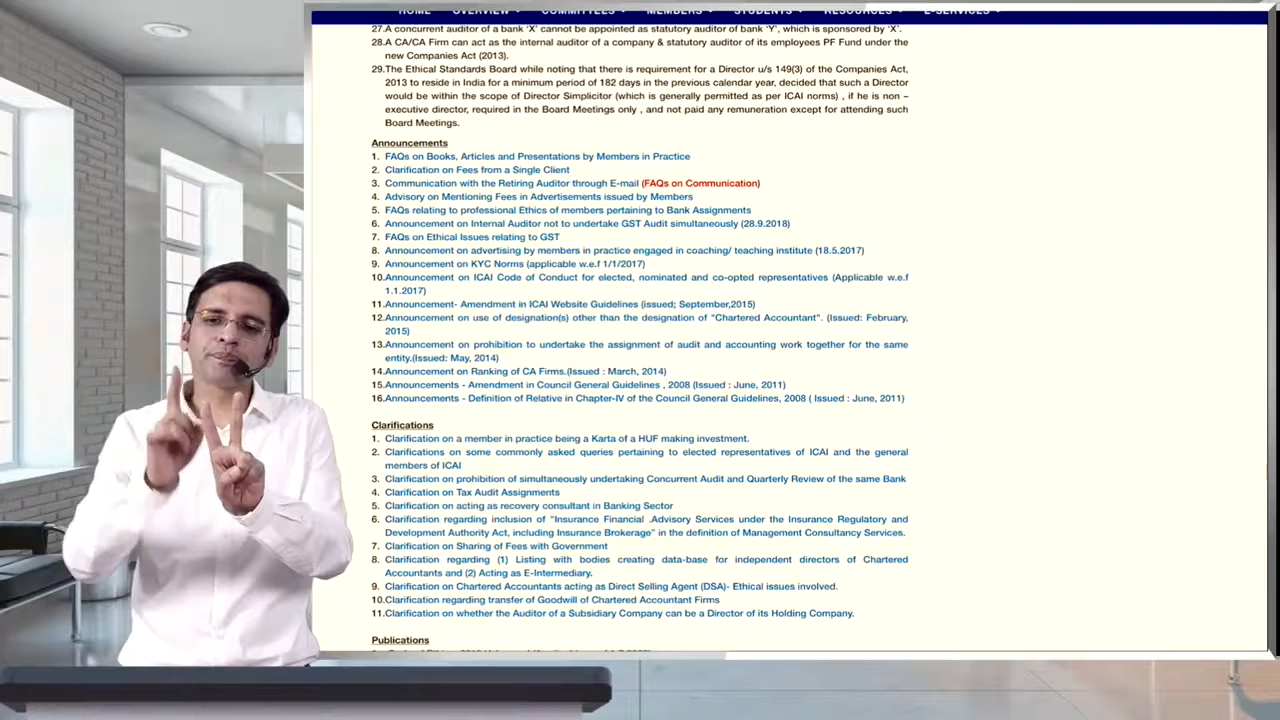 HOME OVERVIEW COMMITTEES MEMBERS STUDENTS RESOURCES E-SERVICES
27.A concurrent auditor of a bank 'X' cannot be appointed as statutory auditor of bank 'Y', which is sponsored by 'X'.
28.A CA/CA Firm can act as the internal auditor of a company & statutory auditor of its employees PF Fund under the
new Companies Act (2013).
29.The Ethical Standards Board while noting that there is requirement for a Director u/s 149(3) of the Companies Act,
2013 to reside in India for a minimum period of 182 days in the previous calendar year, decided that such a Director
would be within the scope of Director Simplicitor (which is generally permitted as per ICAI norms) , if he is non –
executive director, required in the Board Meetings only , and not paid any remuneration except for attending such
Board Meetings.
Announcements
1. FAQs on Books, Articles and Presentations by Members in Practice
2. Clarification on Fees from a Single Client
3. Communication with the Retiring Auditor through E-mail (FAQs on Communication)
4. Advisory on Mentioning Fees in Advertisements issued by Members
5. FAQs relating to professional Ethics of members pertaining to Bank Assignments
6. Announcement on Internal Auditor not to undertake GST Audit simultaneously (28.9.2018)
7. FAQs on Ethical Issues relating to GST
8. Announcement on advertising by members in practice engaged in coaching/ teaching institute (18.5.2017)
9. Announcement on KYC Norms (applicable w.e.f 1/1/2017)
10.Announcement on ICAI Code of Conduct for elected, nominated and co-opted representatives (Applicable w.e.f
1.1.2017)
11.Announcement- Amendment in ICAI Website Guidelines (issued; September,2015)
12.Announcement on use of designation(s) other than the designation of "Chartered Accountant". (Issued: February,
2015)
13.Announcement on prohibition to undertake the assignment of audit and accounting work together for the same
entity.(Issued: May, 2014)
14.Announcement on Ranking of CA Firms.(Issued : March, 2014)
15.Announcements - Amendment in Council General Guidelines , 2008 (Issued : June, 2011)
16.Announcements - Definition of Relative in Chapter-IV of the Council General Guidelines, 2008 ( Issued : June, 2011)
Clarifications
1. Clarification on a member in practice being a Karta of a HUF making investment.
2. Clarifications on some commonly asked queries pertaining to elected representatives of ICAI and the general
members of ICAI
3. Clarification on prohibition of simultaneously undertaking Concurrent Audit and Quarterly Review of the same Bank
4. Clarification on Tax Audit Assignments
5. Clarification on acting as recovery consultant in Banking Sector
6. Clarification regarding inclusion of "Insurance Financial .Advisory Services under the Insurance Regulatory and
Development Authority Act, including Insurance Brokerage" in the definition of Management Consultancy Services.
7. Clarification on Sharing of Fees with Government
8. Clarification regarding (1) Listing with bodies creating data-base for independent directors of Chartered
Accountants and (2) Acting as E-Intermediary.
9. Clarification on Chartered Accountants acting as Direct Selling Agent (DSA)- Ethical issues involved.
10.Clarification regarding transfer of Goodwill of Chartered Accountant Firms
11.Clarification on whether the Auditor of a Subsidiary Company can be a Director of its Holding Company.
Publications